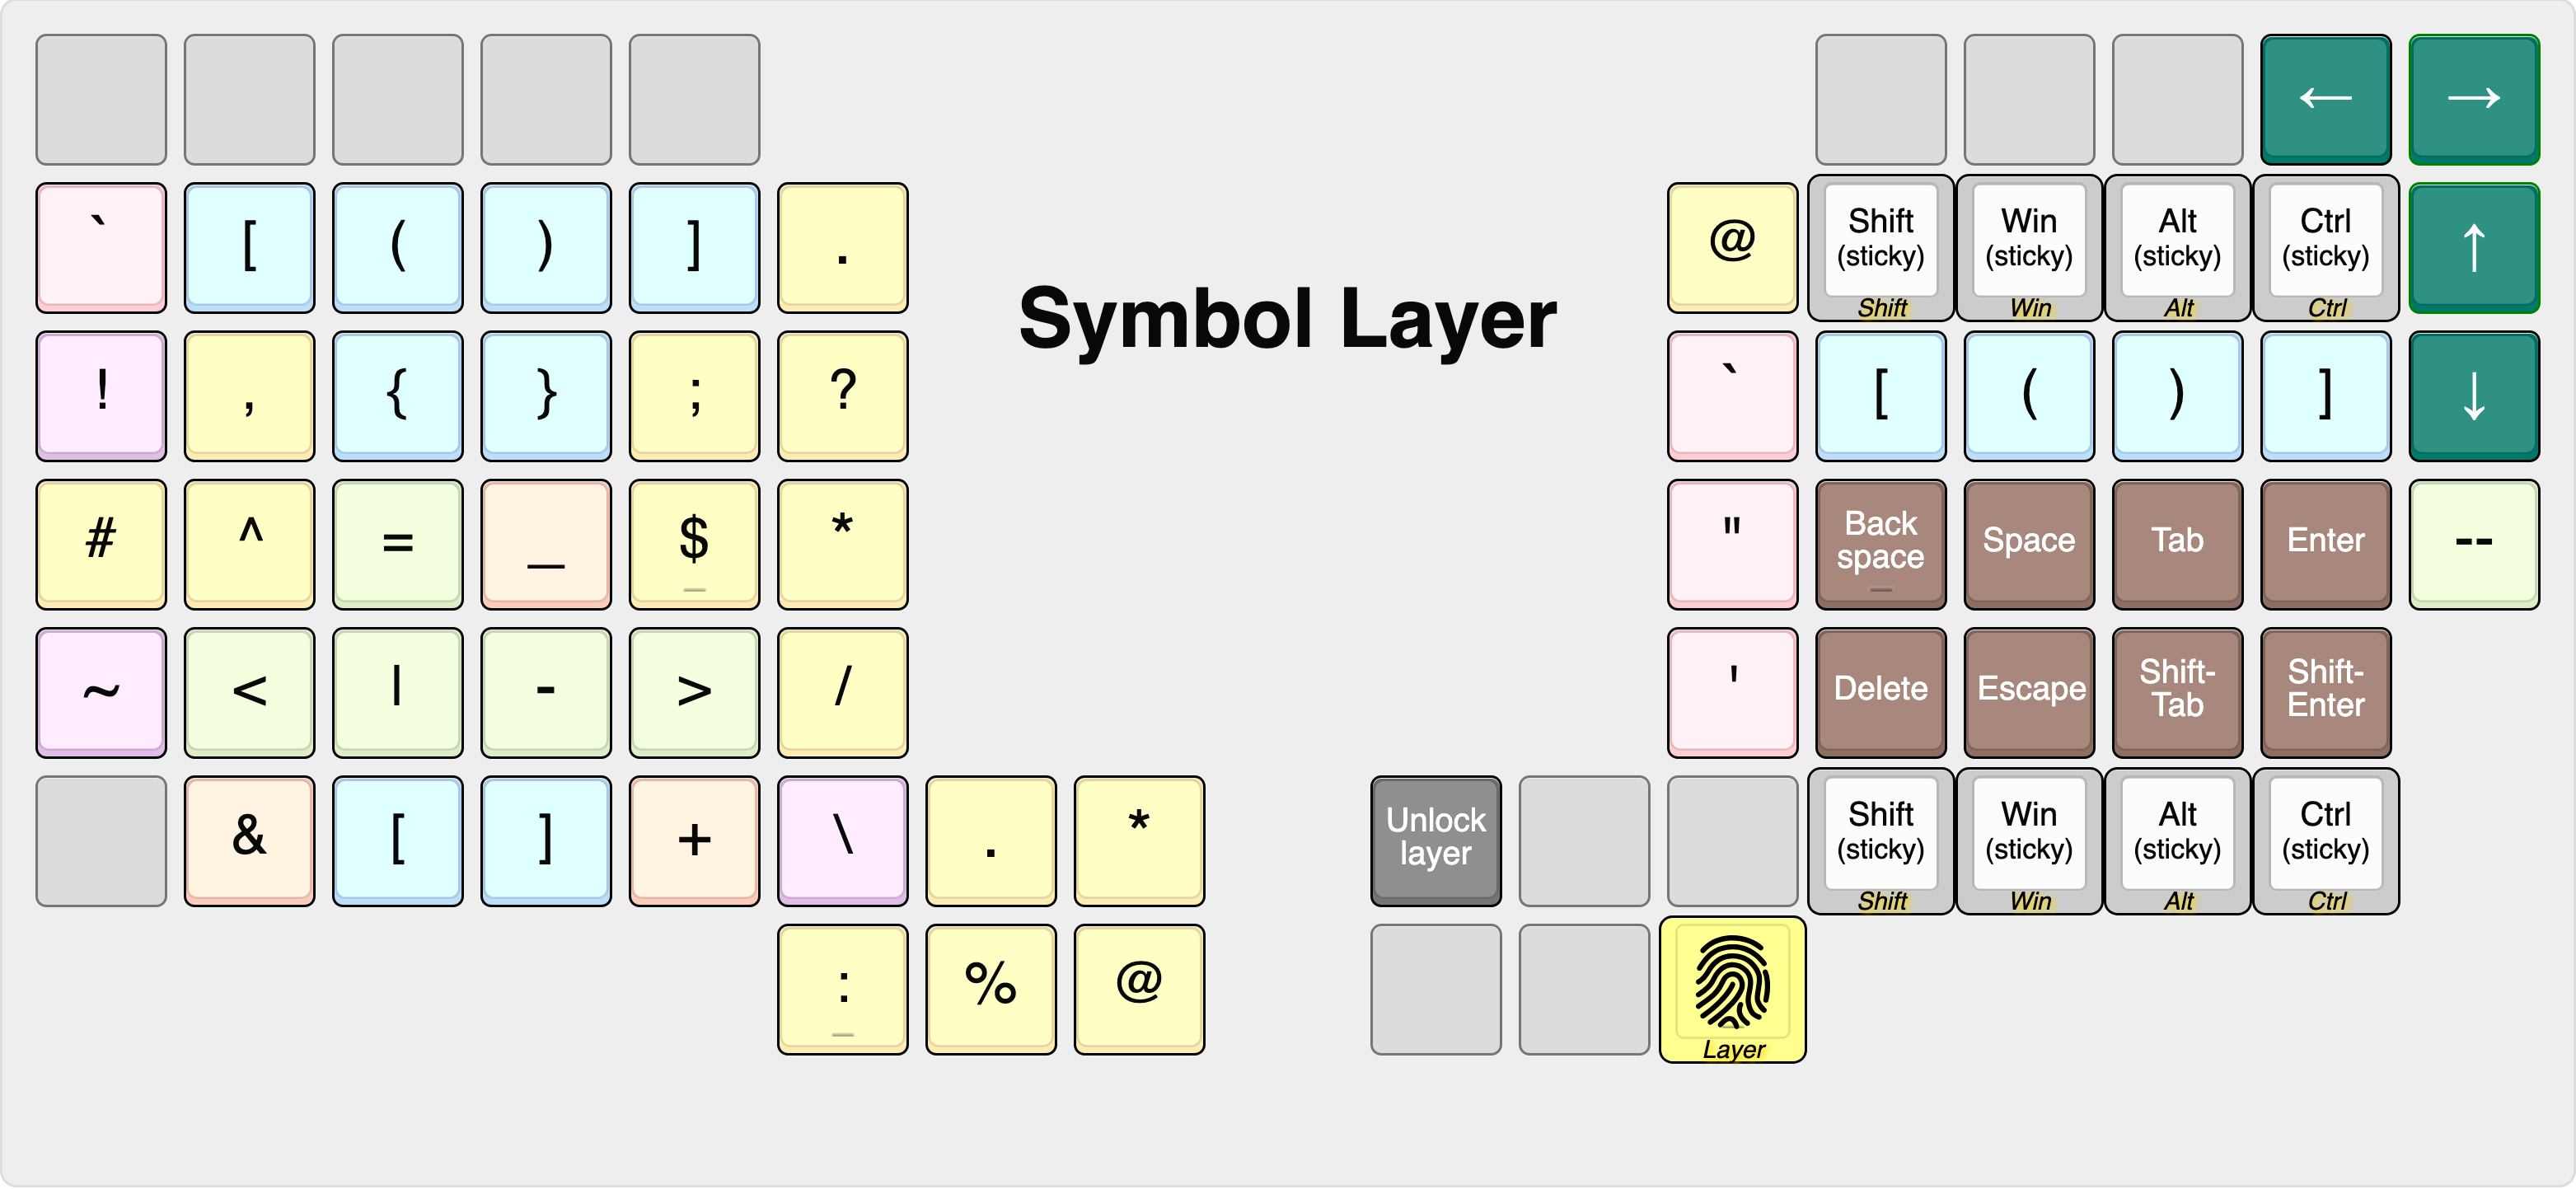 ← →
` [ ( ) ] . @ Shift (sticky) Shift Win (sticky) Win Alt (sticky) Alt Ctrl (sticky) Ctrl ↑
Symbol Layer
! , { } ; ? ` [ ( ) ] ↓
# ^ = _ $ * " Back space Space Tab Enter --
~ < | - > / ' Delete Escape Shift-Tab Shift-Enter
& [ ] + \ . * Unlock layer Shift (sticky) Shift Win (sticky) Win Alt (sticky) Alt Ctrl (sticky) Ctrl
: % @ Layer